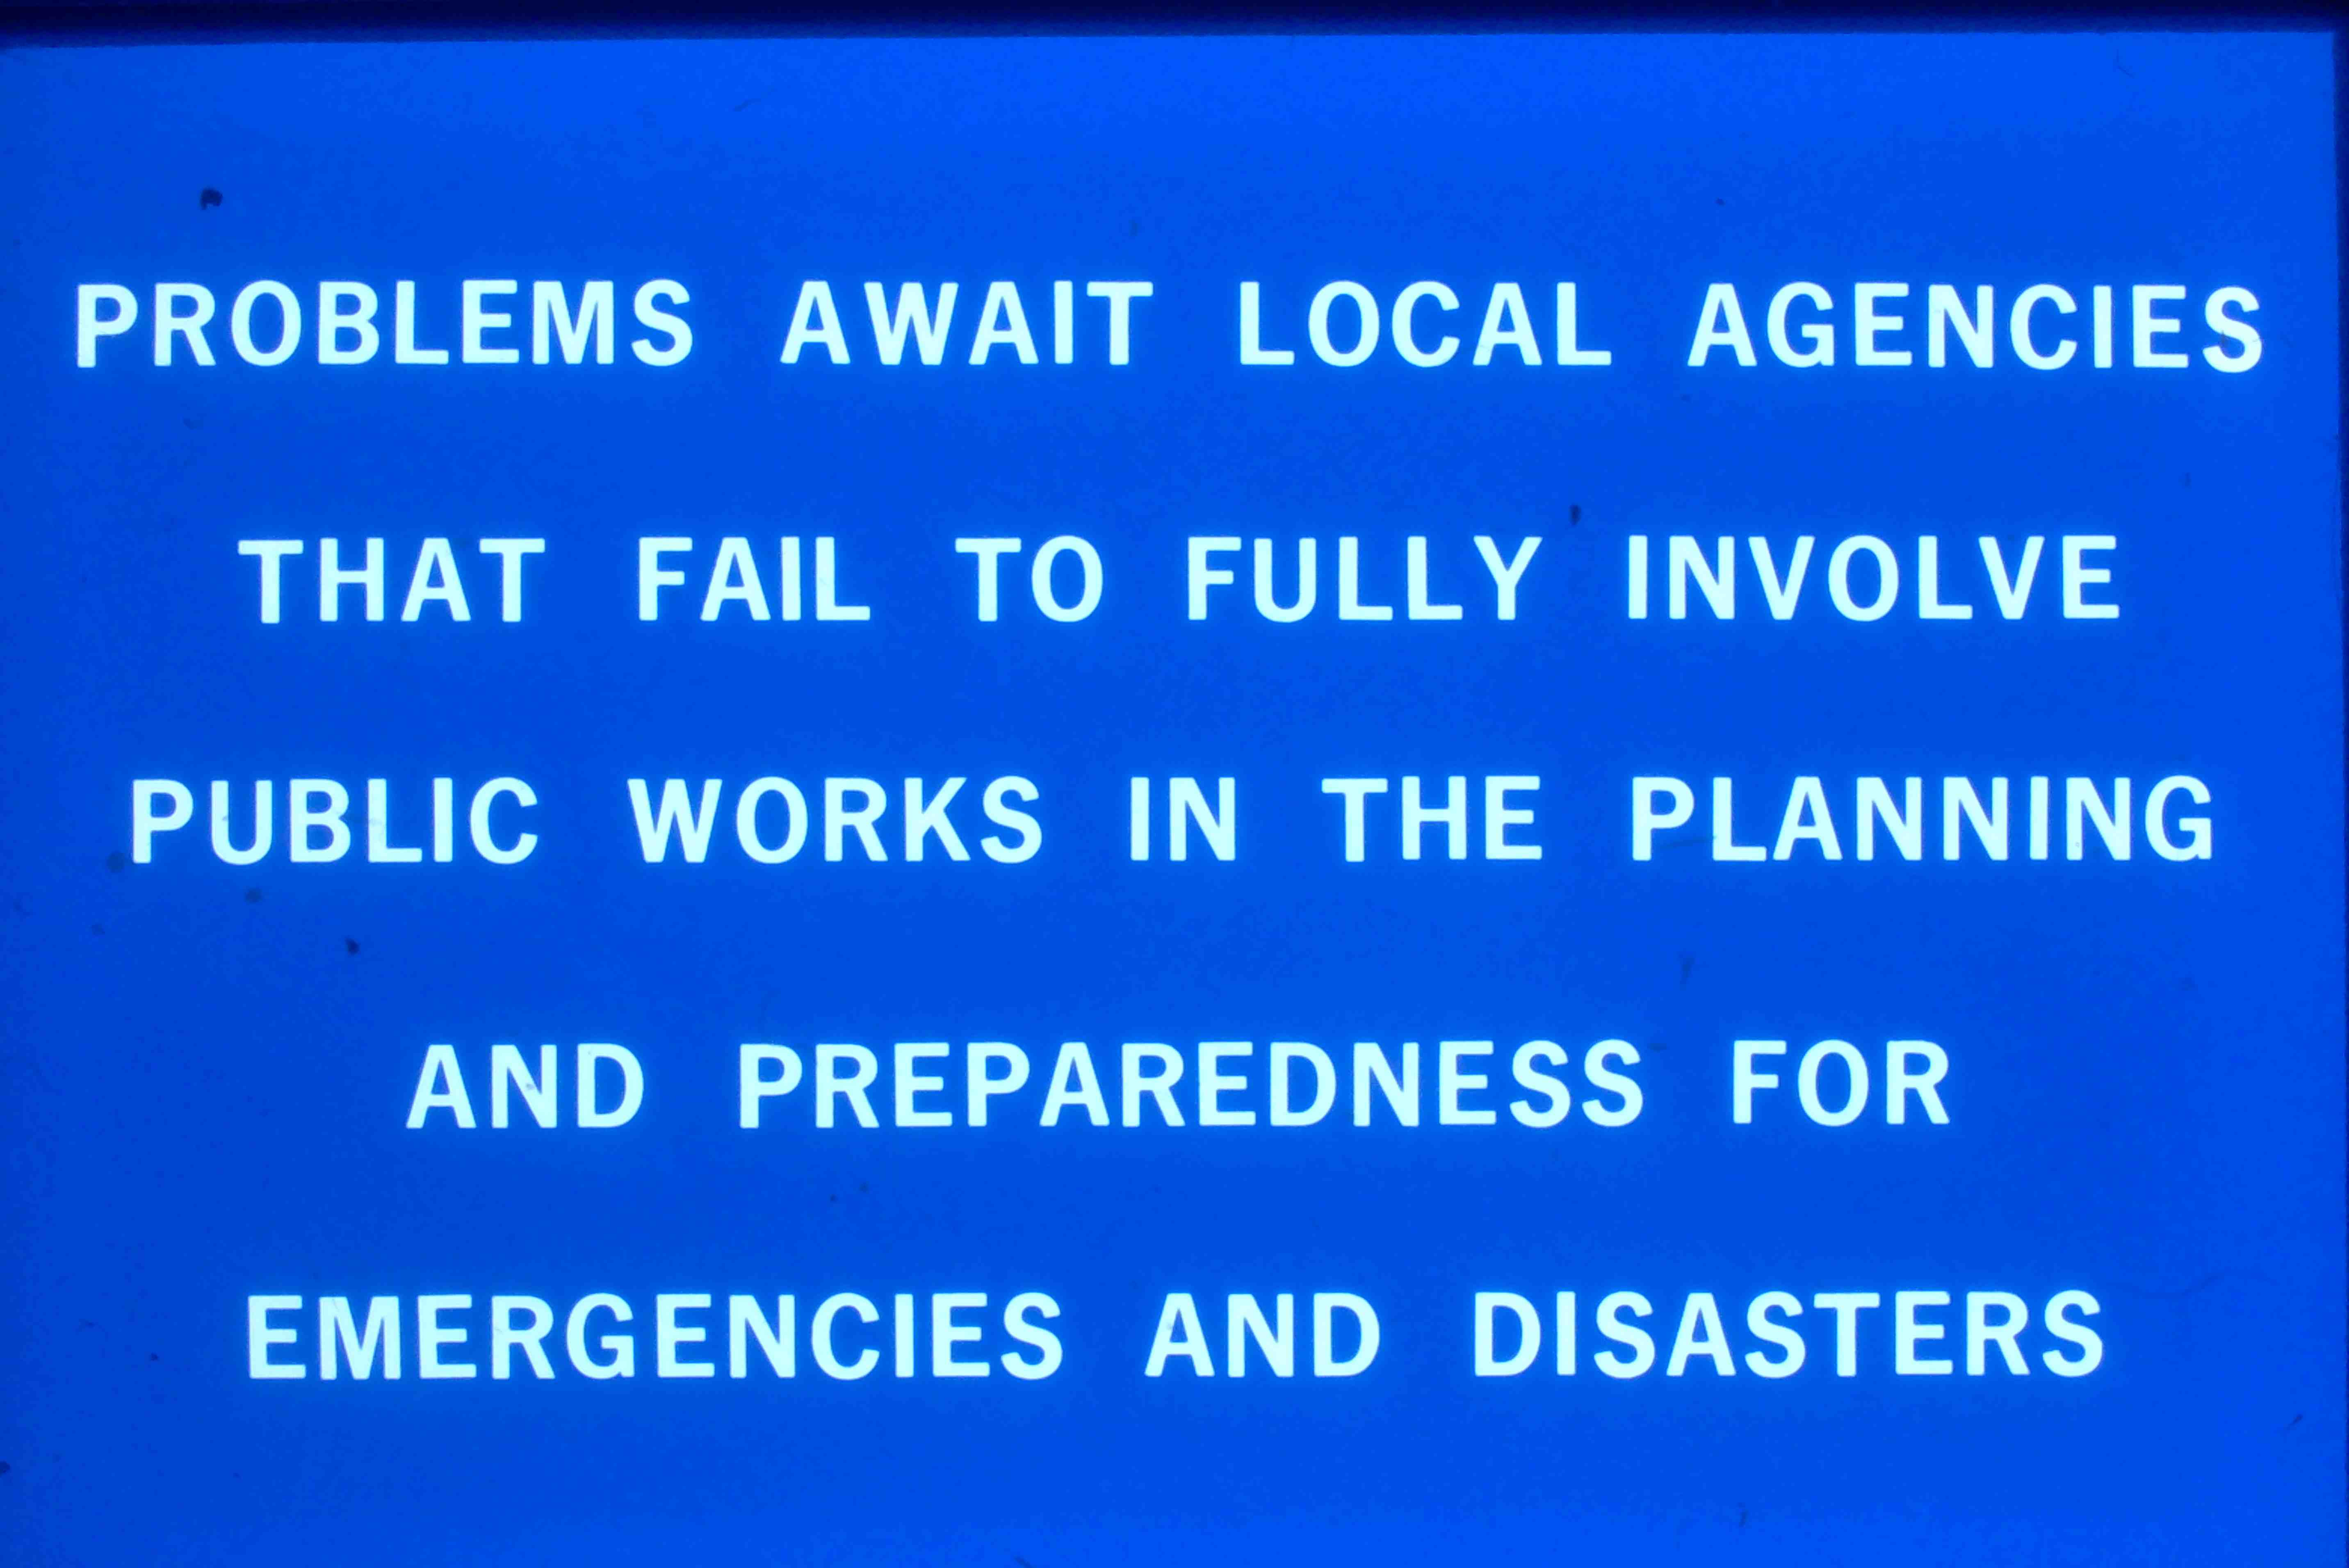 PROBLEMS AWAIT LOCAL AGENCIES
THAT FAIL TO FULLY INVOLVE
PUBLIC WORKS IN THE PLANNING
AND PREPAREDNESS FOR
EMERGENCIES AND DISASTERS